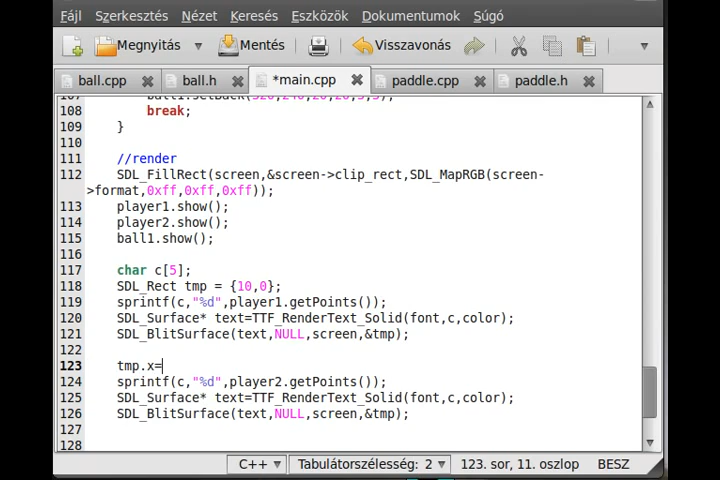 Fájl Szerkesztés Nézet Keresés Eszközök Dokumentumok Súgó
Megnyitás Mentés Visszavonás
ball.cpp ball.h *main.cpp paddle.cpp paddle.h
108 break;
109 }
110
111 //render
112 SDL_FillRect(screen,&screen->clip_rect,SDL_MapRGB(screen-
>format,0xff,0xff,0xff));
113 player1.show();
114 player2.show();
115 ball1.show();
116
117 char c[5];
118 SDL_Rect tmp = {10,0};
119 sprintf(c,"%d",player1.getPoints());
120 SDL_Surface* text=TTF_RenderText_Solid(font,c,color);
121 SDL_BlitSurface(text,NULL,screen,&tmp);
122
123 tmp.x=
124 sprintf(c,"%d",player2.getPoints());
125 SDL_Surface* text=TTF_RenderText_Solid(font,c,color);
126 SDL_BlitSurface(text,NULL,screen,&tmp);
127
128
C++ Tabulátorszélesség: 2 123. sor, 11. oszlop BESZ